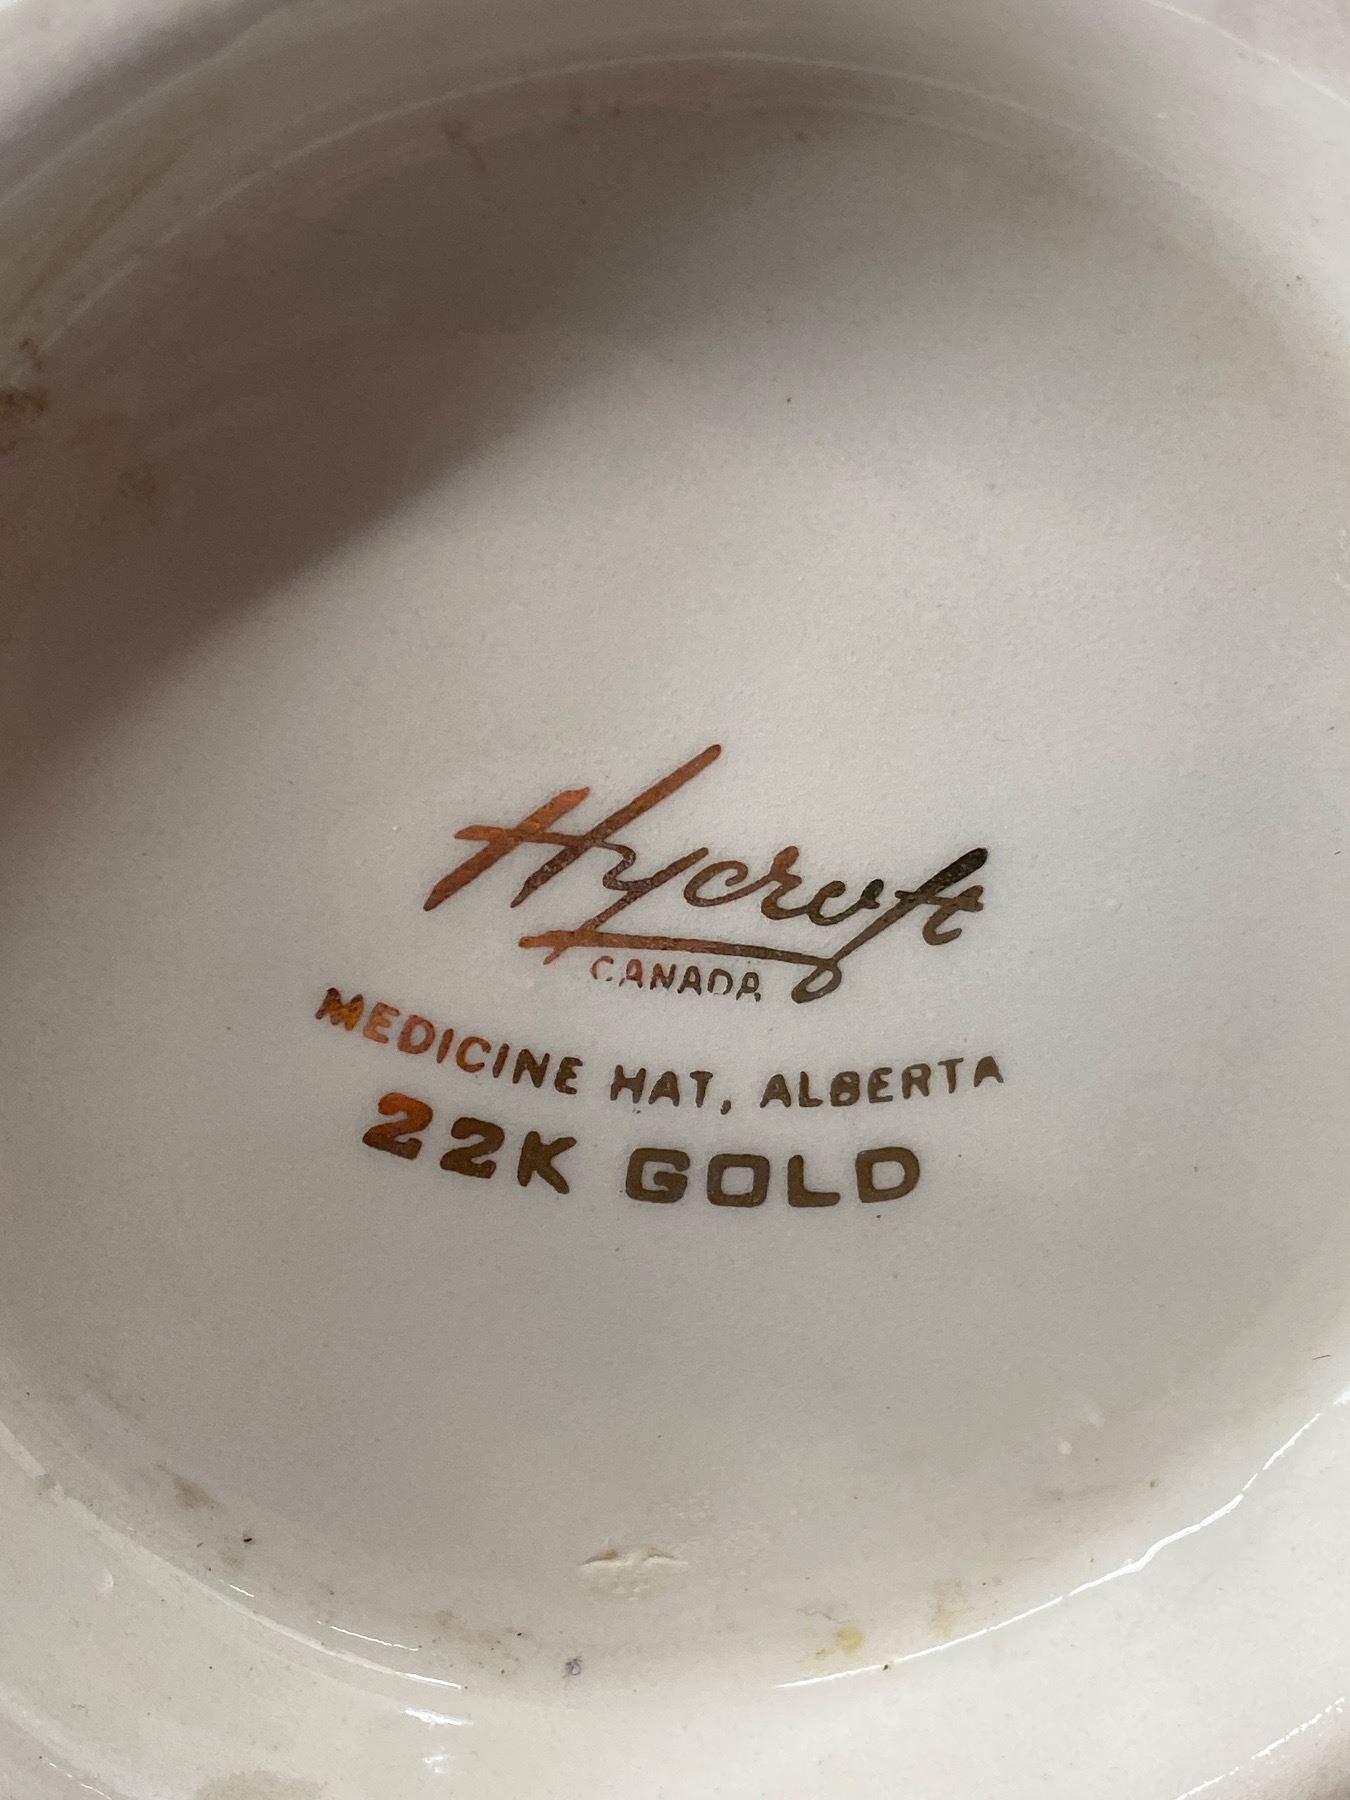 Hycroft
CANADA
MEDICINE HAT, ALBERTA
22K GOLD